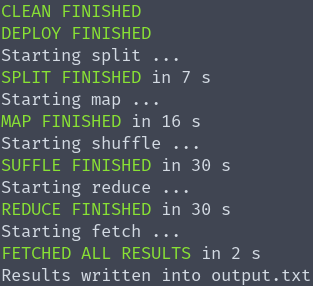 CLEAN FINISHED
DEPLOY FINISHED
Starting split ...
SPLIT FINISHED in 7 s
Starting map ...
MAP FINISHED in 16 s
Starting shuffle ...
SUFFLE FINISHED in 30 s
Starting reduce ...
REDUCE FINISHED in 30 s
Starting fetch ...
FETCHED ALL RESULTS in 2 s
Results written into output.txt